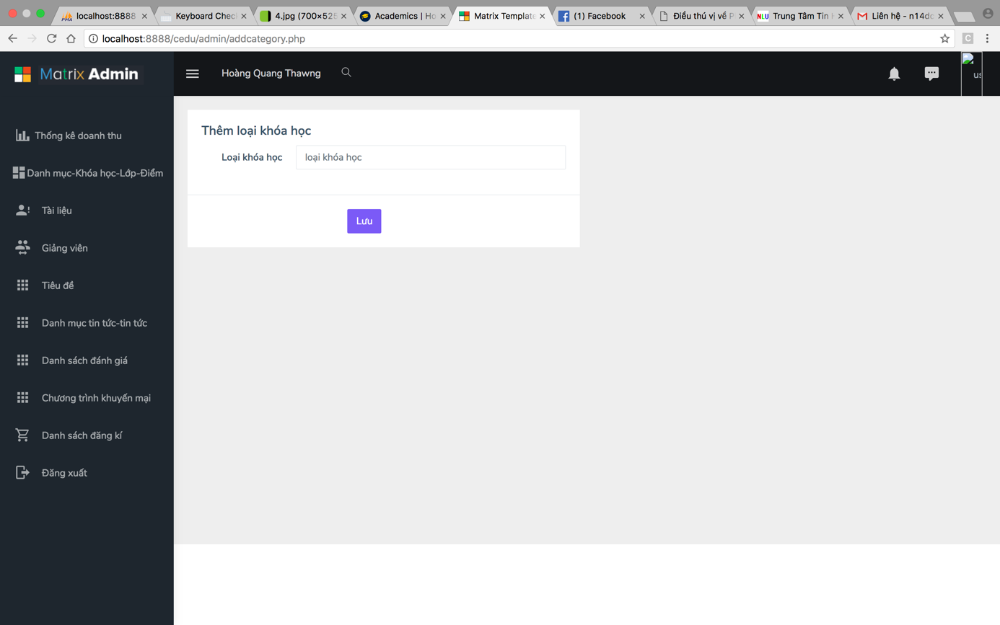 localhost:8888
Keyboard Chec
4.jpg (700×525
Academics | Ho
Matrix Template
(1) Facebook
Điều thú vị về P
NLU Trung Tâm Tin H
Liên hệ - n14dc
localhost:8888/cedu/admin/addcategory.php
C
Matrix Admin
Hoàng Quang Thawng
us
Thống kê doanh thu
Danh mục-Khóa học-Lớp-Điểm
Tài liệu
Giảng viên
Tiêu đề
Danh mục tin tức-tin tức
Danh sách đánh giá
Chương trình khuyến mại
Danh sách đăng kí
Đăng xuất
Thêm loại khóa học
Loại khóa học
loại khóa học
Lưu